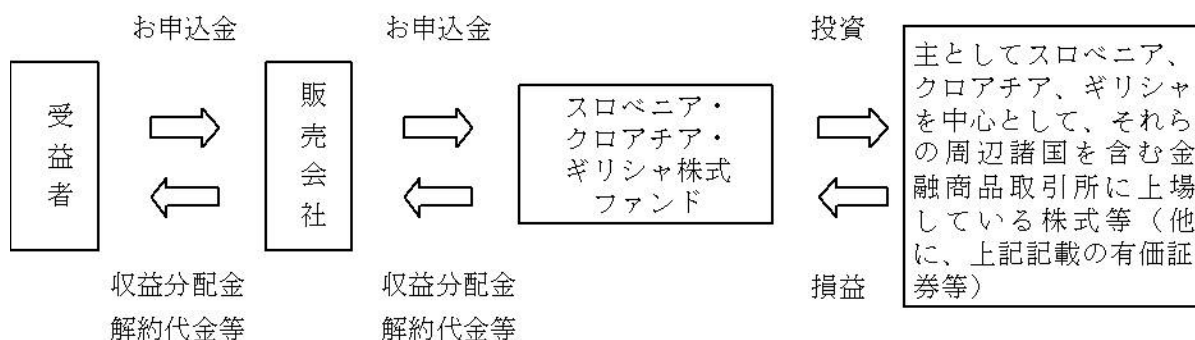 お申込金
お申込金
投資
受益者
販売会社
スロベニア・
クロアチア・
ギリシャ株式
ファンド
主としてスロベニア、
クロアチア、ギリシャ
を中心として、それら
の周辺諸国を含む金
融商品取引所に上場
している株式等（他
に、上記記載の有価証
券等）
収益分配金
解約代金等
収益分配金
解約代金等
損益